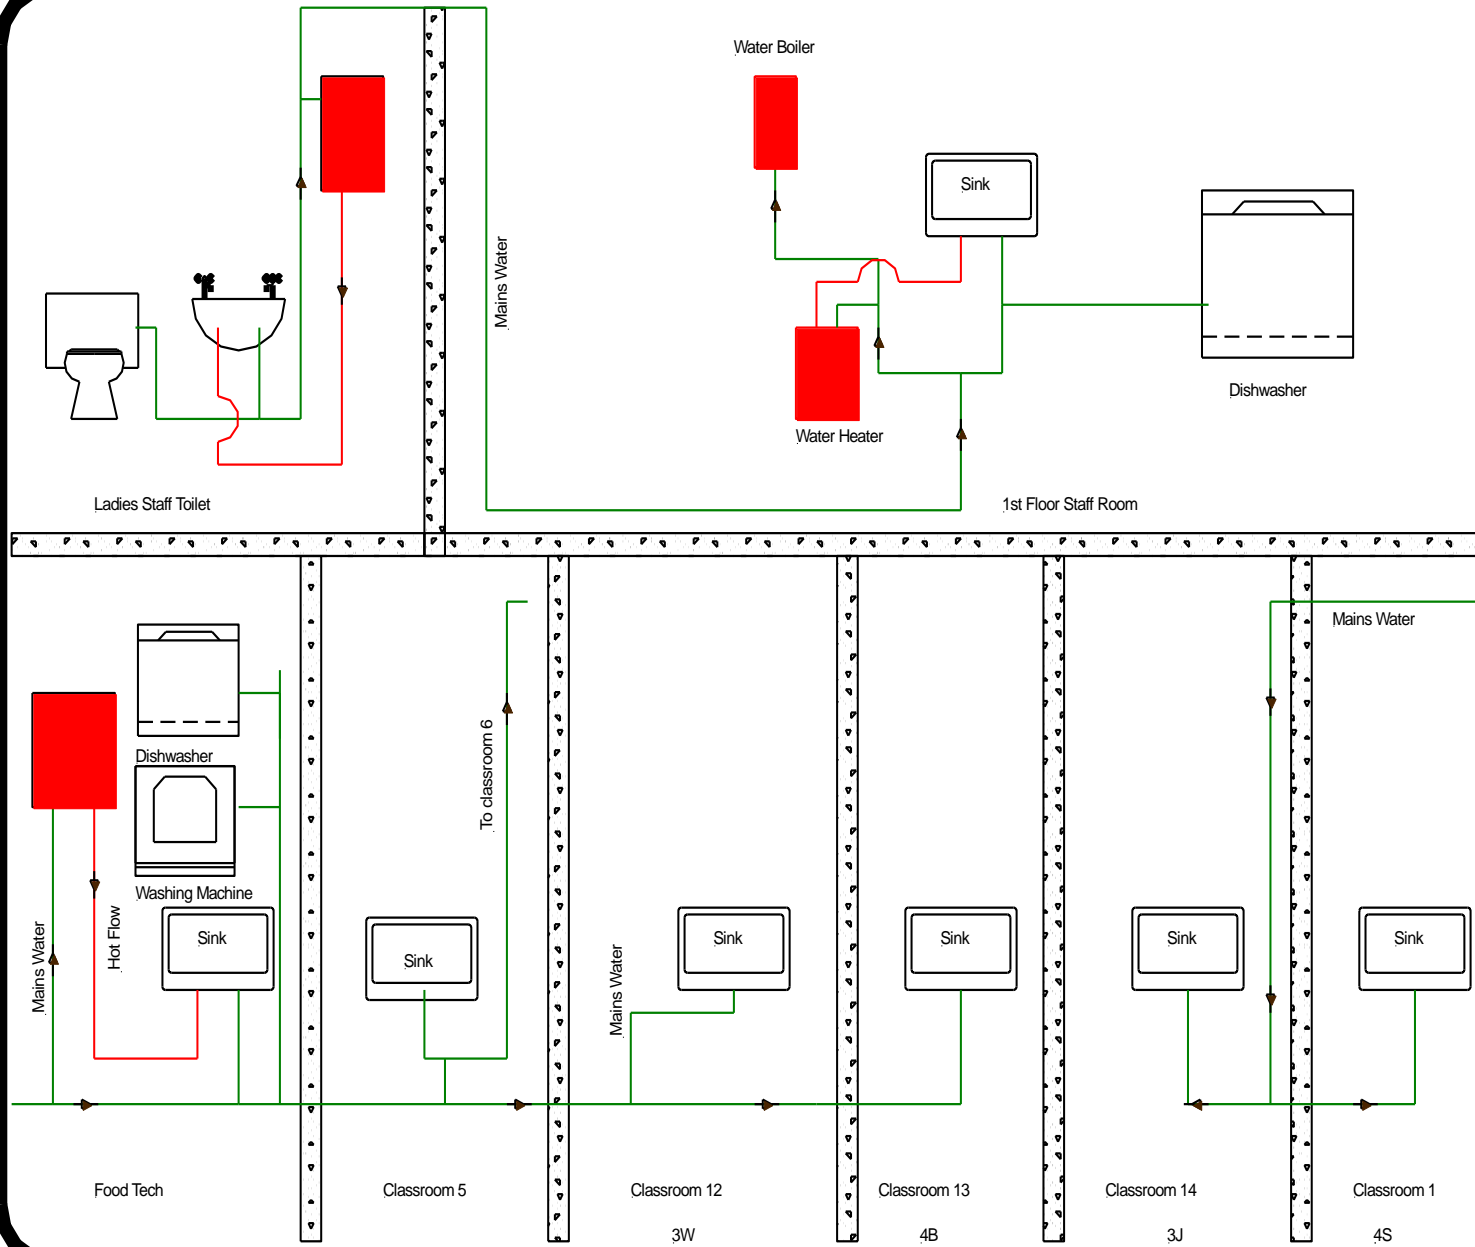 Water Boiler
Sink
Mains Water
Dishwasher
Water Heater
Ladies Staff Toilet
1st Floor Staff Room
Mains Water
Dishwasher
To classroom 6
Washing Machine
Mains Water
Hot Flow
Sink
Sink
Mains Water
Sink
Sink
Sink
Sink
Food Tech
Classroom 5
Classroom 12
Classroom 13
Classroom 14
Classroom 1
3W
4B
3J
4S